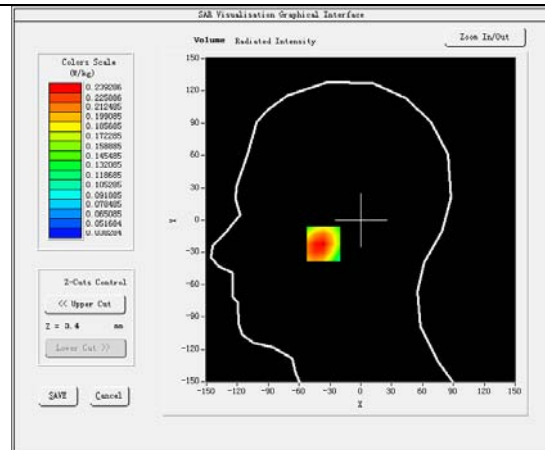 SAR Visualisation Graphical Interface
Volume Radiated Intensity
Zoom In/Out
Colors Scale
(W/kg)
0.239286
0.225886
0.212485
0.199085
0.185685
0.172285
0.158885
0.145485
0.132085
0.118685
0.105285
0.091885
0.078485
0.065085
0.051684
0.038284
Z-Cuts Control
<< Upper Cut
Z = 3.4 mm
Lower Cut >>
SAVE Cancel
150
120
90
60
30
Y 0
-30
-60
-90
-120
-150
-150 -120 -90 -60 -30 0 30 60 90 120 150
X